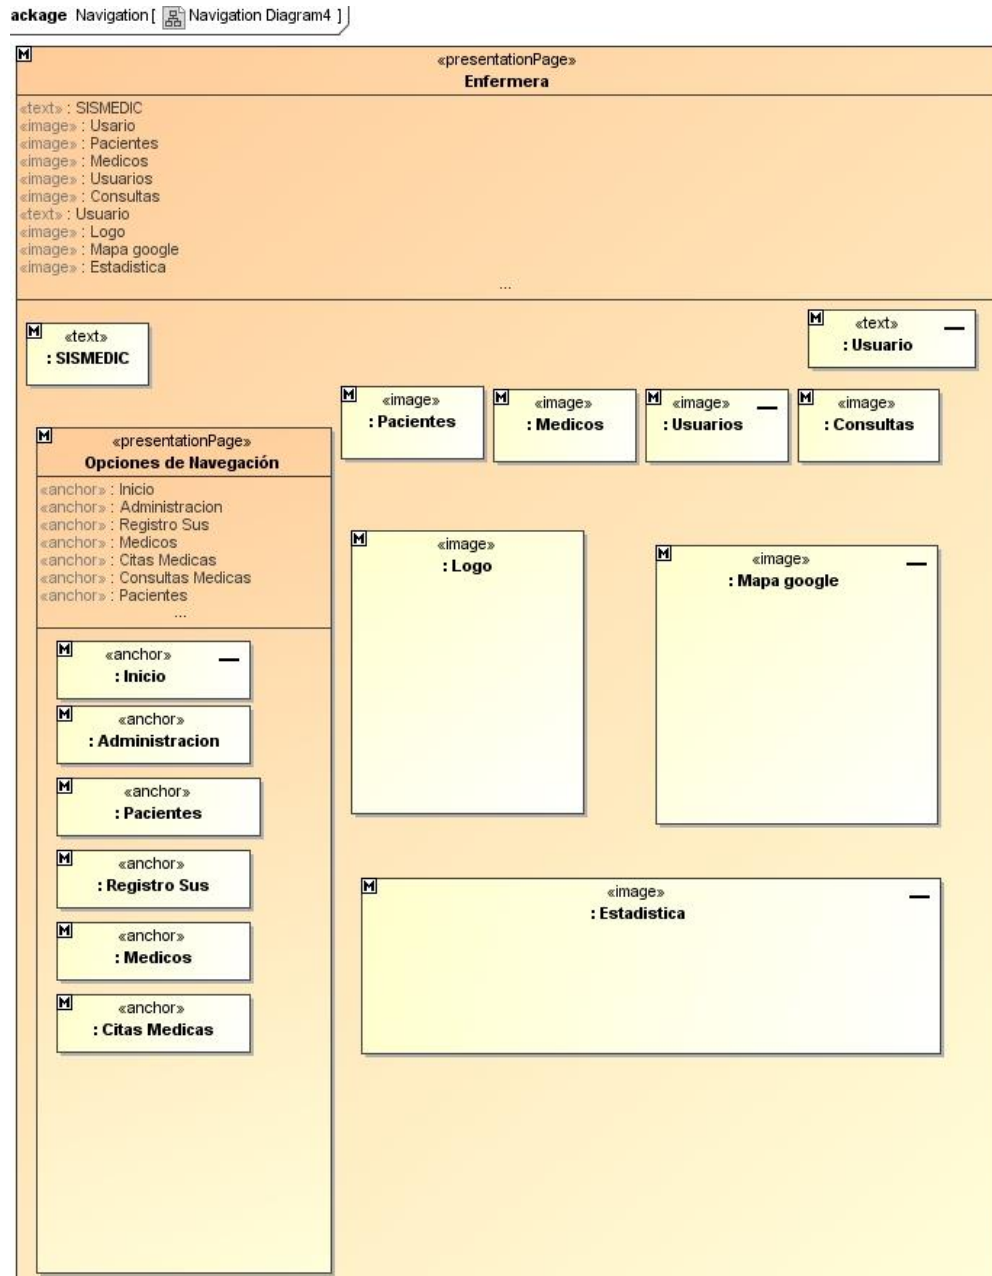 ackage Navigation [ Navigation Diagram4 ]
M
«presentationPage»
Enfermera
«text» : SISMEDIC
«image» : Usario
«image» : Pacientes
«image» : Medicos
«image» : Usuarios
«image» : Consultas
«text» : Usuario
«image» : Logo
«image» : Mapa google
«image» : Estadistica
...
M
«text»
: SISMEDIC
M
«text»
: Usuario
M
«image»
: Pacientes
M
«image»
: Medicos
M
«image»
: Usuarios
M
«image»
: Consultas
M
«presentationPage»
Opciones de Navegación
«anchor» : Inicio
«anchor» : Administracion
«anchor» : Registro Sus
«anchor» : Medicos
«anchor» : Citas Medicas
«anchor» : Consultas Medicas
«anchor» : Pacientes
...
M
«anchor»
: Inicio
M
«anchor»
: Administracion
M
«anchor»
: Pacientes
M
«anchor»
: Registro Sus
M
«anchor»
: Medicos
M
«anchor»
: Citas Medicas
M
«image»
: Logo
M
«image»
: Mapa google
M
«image»
: Estadistica